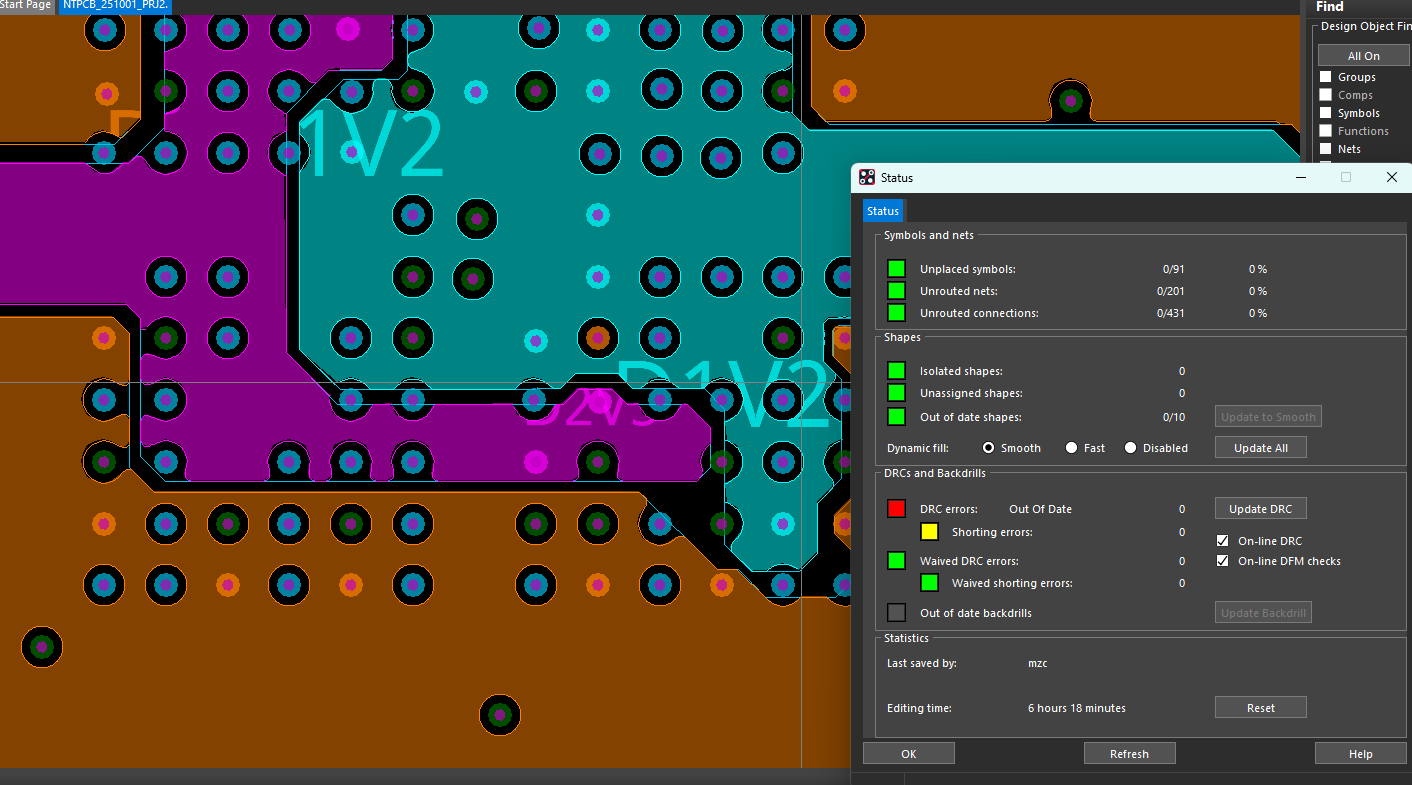 Start Page NTPCB_251001_PRJ2.
Find
Design Object Fin
All On
Groups
Comps
Symbols
Functions
Nets
1V2
D1V2
D2V5
Status
Status
Symbols and nets
Unplaced symbols: 0/91 0 %
Unrouted nets: 0/201 0 %
Unrouted connections: 0/431 0 %
Shapes
Isolated shapes: 0
Unassigned shapes: 0
Out of date shapes: 0/10 Update to Smooth
Dynamic fill: Smooth Fast Disabled Update All
DRCs and Backdrills
DRC errors: Out Of Date 0 Update DRC
Shorting errors: 0
On-line DRC
Waived DRC errors: 0 On-line DFM checks
Waived shorting errors: 0
Out of date backdrills Update Backdrill
Statistics
Last saved by: mzc
Editing time: 6 hours 18 minutes Reset
OK Refresh Help